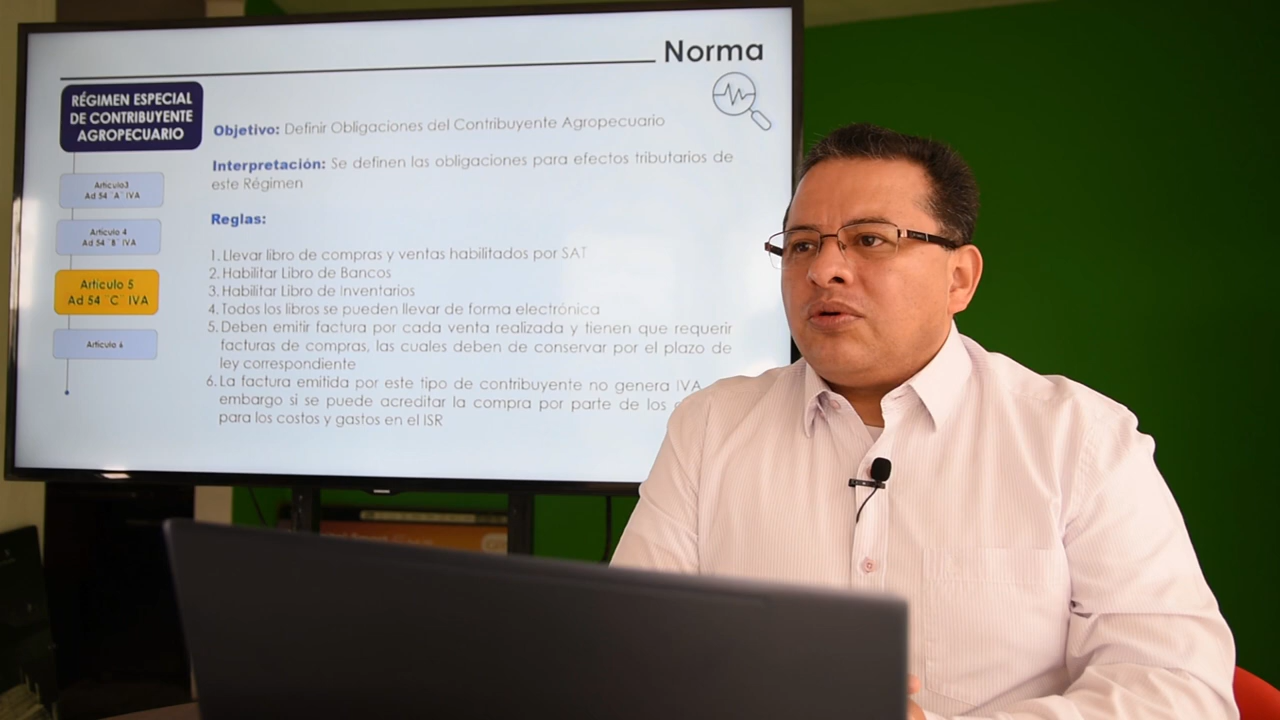 Norma
RÉGIMEN ESPECIAL
DE CONTRIBUYENTE
AGROPECUARIO
Artículo3
Ad 54 ¨A¨ IVA
Artículo 4
Ad 54 ¨B¨ IVA
Artículo 5
Ad 54 ¨C¨ IVA
Artículo 6
Objetivo: Definir Obligaciones del Contribuyente Agropecuario
Interpretación: Se definen las obligaciones para efectos tributarios de
este Régimen
Reglas:
1. Llevar libro de compras y ventas habilitados por SAT
2. Habilitar Libro de Bancos
3. Habilitar Libro de Inventarios
4. Todos los libros se pueden llevar de forma electrónica
5. Deben emitir factura por cada venta realizada y tienen que requerir
facturas de compras, las cuales deben de conservar por el plazo de
ley correspondiente
6. La factura emitida por este tipo de contribuyente no genera IVA
embargo si se puede acreditar la compra por parte de los
para los costos y gastos en el ISR